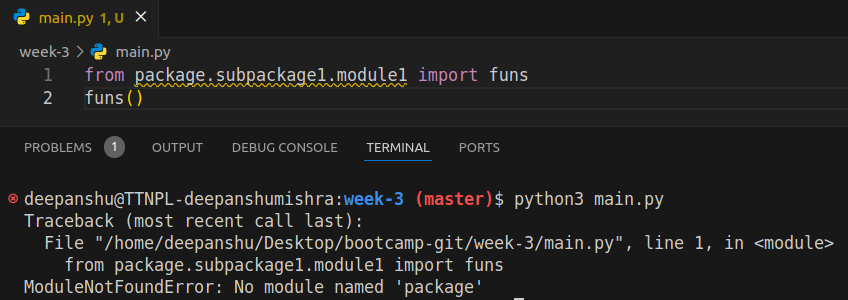 main.py 1, U
week-3 > main.py
1 from package.subpackage1.module1 import funs
2 funs()
PROBLEMS 1 OUTPUT DEBUG CONSOLE TERMINAL PORTS
deepanshu@TTNPL-deepanshumishra:week-3 (master)$ python3 main.py
Traceback (most recent call last):
  File "/home/deepanshu/Desktop/bootcamp-git/week-3/main.py", line 1, in <module>
    from package.subpackage1.module1 import funs
ModuleNotFoundError: No module named 'package'